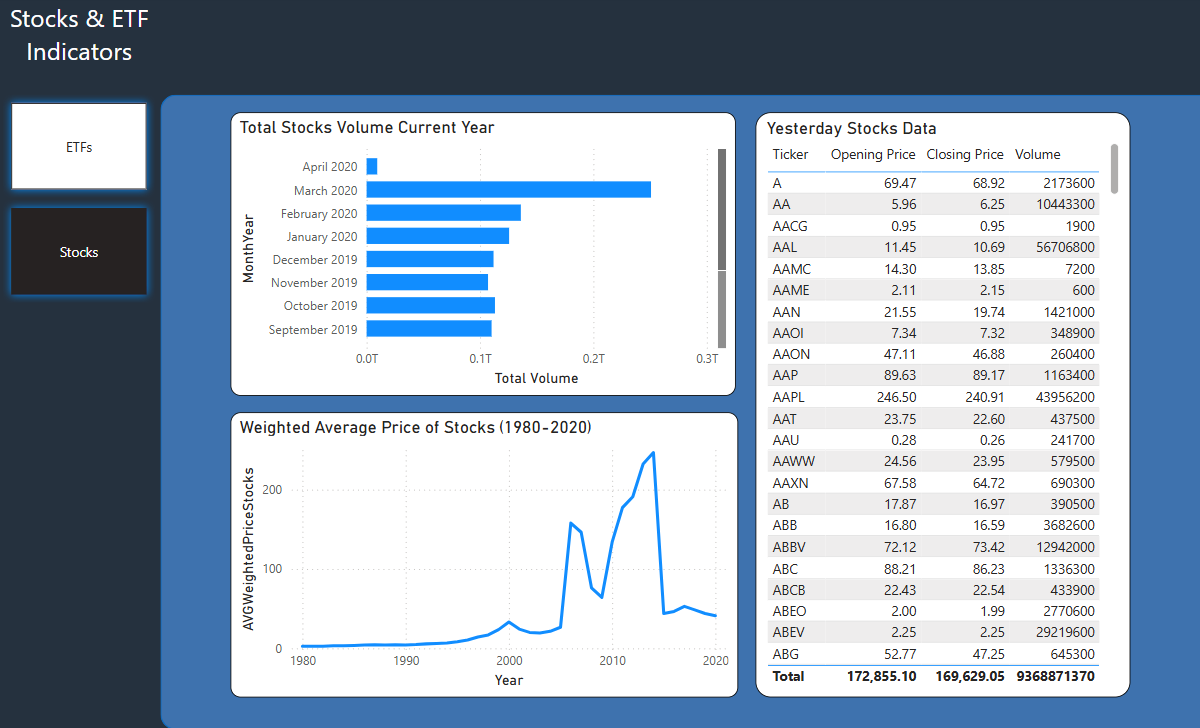 Stocks & ETF
Indicators
ETFs
Stocks
Total Stocks Volume Current Year
MonthYear
April 2020
March 2020
February 2020
January 2020
December 2019
November 2019
October 2019
September 2019
0.0T 0.1T 0.2T 0.3T
Total Volume
Weighted Average Price of Stocks (1980-2020)
AVGWeightedPriceStocks
200
100
0
1980 1990 2000 2010 2020
Year
Yesterday Stocks Data
Ticker Opening Price Closing Price Volume
A 69.47 68.92 2173600
AA 5.96 6.25 10443300
AACG 0.95 0.95 1900
AAL 11.45 10.69 56706800
AAMC 14.30 13.85 7200
AAME 2.11 2.15 600
AAN 21.55 19.74 1421000
AAOI 7.34 7.32 348900
AAON 47.11 46.88 260400
AAP 89.63 89.17 1163400
AAPL 246.50 240.91 43956200
AAT 23.75 22.60 437500
AAU 0.28 0.26 241700
AAWW 24.56 23.95 579500
AAXN 67.58 64.72 690300
AB 17.87 16.97 390500
ABB 16.80 16.59 3682600
ABBV 72.12 73.42 12942000
ABC 88.21 86.23 1336300
ABCB 22.43 22.54 433900
ABEO 2.00 1.99 2770600
ABEV 2.25 2.25 29219600
ABG 52.77 47.25 645300
Total 172,855.10 169,629.05 9368871370